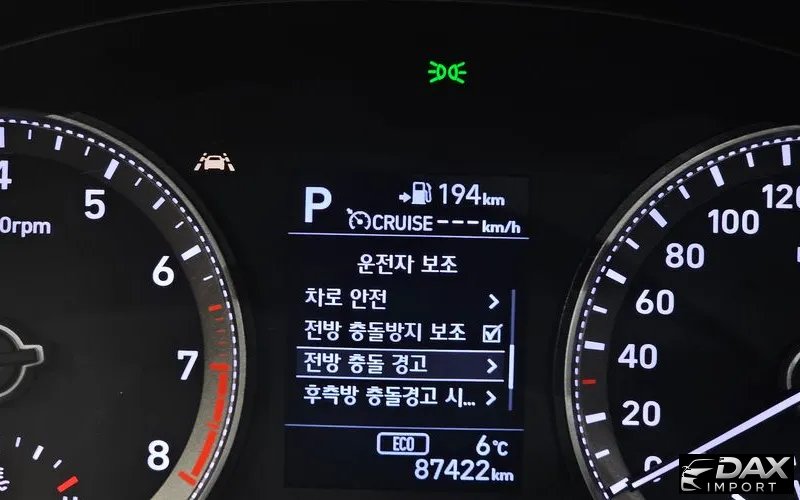 P
194km
CRUISE ---km/h
운전자 보조
차로 안전
전방 충돌방지 보조
전방 충돌 경고
후측방 충돌경고 시...
ECO
6℃
87422km
4
5
6
7
8
0rpm
0
20
40
60
80
100
120
DAX
IMPORT